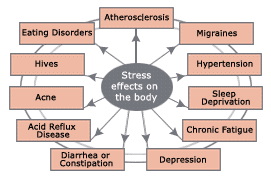 Atherosclerosis
Eating Disorders
Migraines
Hives
Hypertension
Stress
effects on
the body
Acne
Sleep
Deprivation
Acid Reflux
Disease
Chronic Fatigue
Diarrhea or
Constipation
Depression